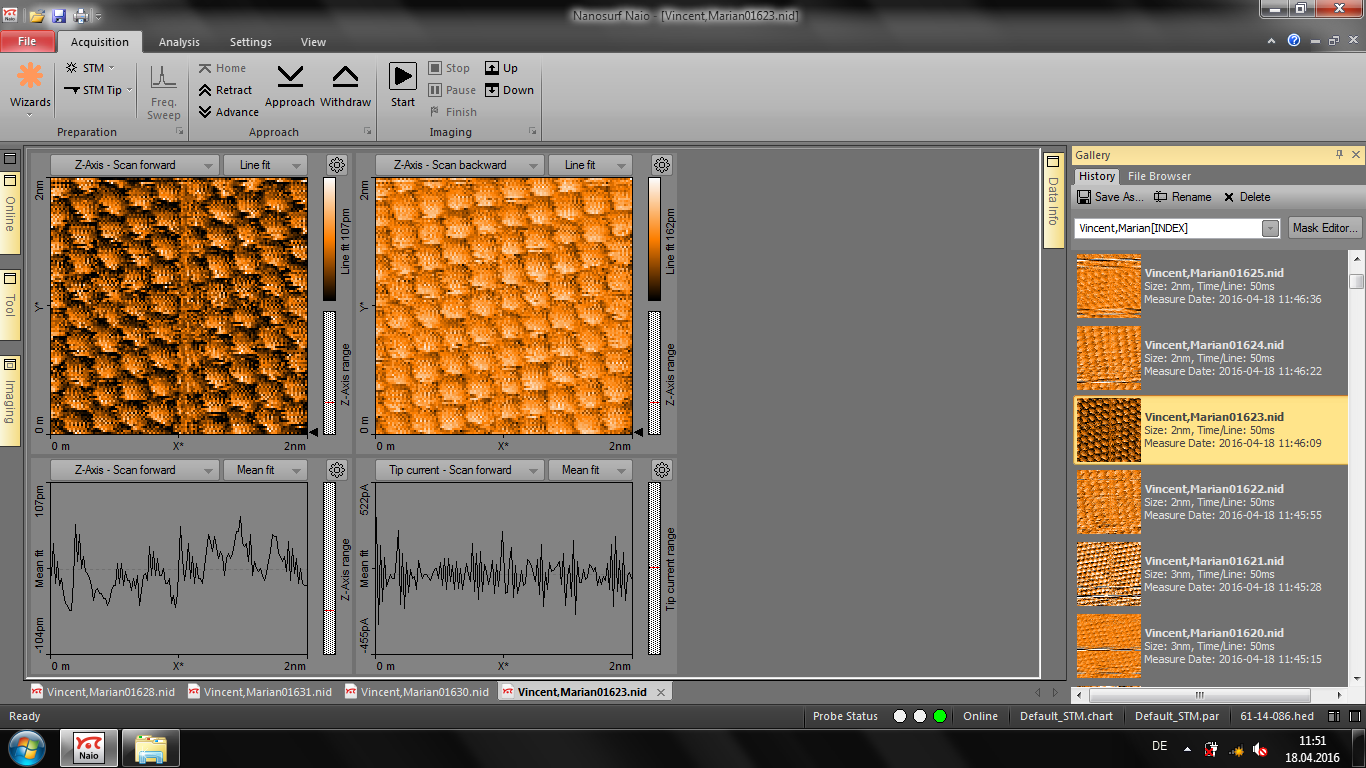 Nanosurf Naio - [Vincent,Marian01623.nid]
File Acquisition Analysis Settings View
Wizards
STM
STM Tip
Freq. Sweep
Preparation
Home
Retract
Advance
Approach
Withdraw
Approach
Start
Stop
Pause
Finish
Up
Down
Imaging
Online
Tool
Imaging
Z-Axis - Scan forward Line fit
2nm
Y*
0 m
0 m X* 2nm
Line fit 107pm
Z-Axis range
Z-Axis - Scan backward Line fit
2nm
Y*
0 m
0 m X* 2nm
Line fit 162pm
Z-Axis range
Z-Axis - Scan forward Mean fit
107pm
Mean fit
-104pm
0 m X* 2nm
Z-Axis range
Tip current - Scan forward Mean fit
522pA
Mean fit
-455pA
0 m X* 2nm
Tip current range
Data Info
Gallery
History File Browser
Save As... Rename Delete
Vincent,Marian[INDEX] Mask Editor...
Vincent,Marian01625.nid
Size: 2nm, Time/Line: 50ms
Measure Date: 2016-04-18 11:46:36
Vincent,Marian01624.nid
Size: 2nm, Time/Line: 50ms
Measure Date: 2016-04-18 11:46:22
Vincent,Marian01623.nid
Size: 2nm, Time/Line: 50ms
Measure Date: 2016-04-18 11:46:09
Vincent,Marian01622.nid
Size: 2nm, Time/Line: 50ms
Measure Date: 2016-04-18 11:45:55
Vincent,Marian01621.nid
Size: 3nm, Time/Line: 50ms
Measure Date: 2016-04-18 11:45:28
Vincent,Marian01620.nid
Size: 3nm, Time/Line: 50ms
Measure Date: 2016-04-18 11:45:15
Vincent,Marian01628.nid Vincent,Marian01631.nid Vincent,Marian01630.nid Vincent,Marian01623.nid
Ready Probe Status Online Default_STM.chart Default_STM.par 61-14-086.hed
Naio
DE
11:51
18.04.2016